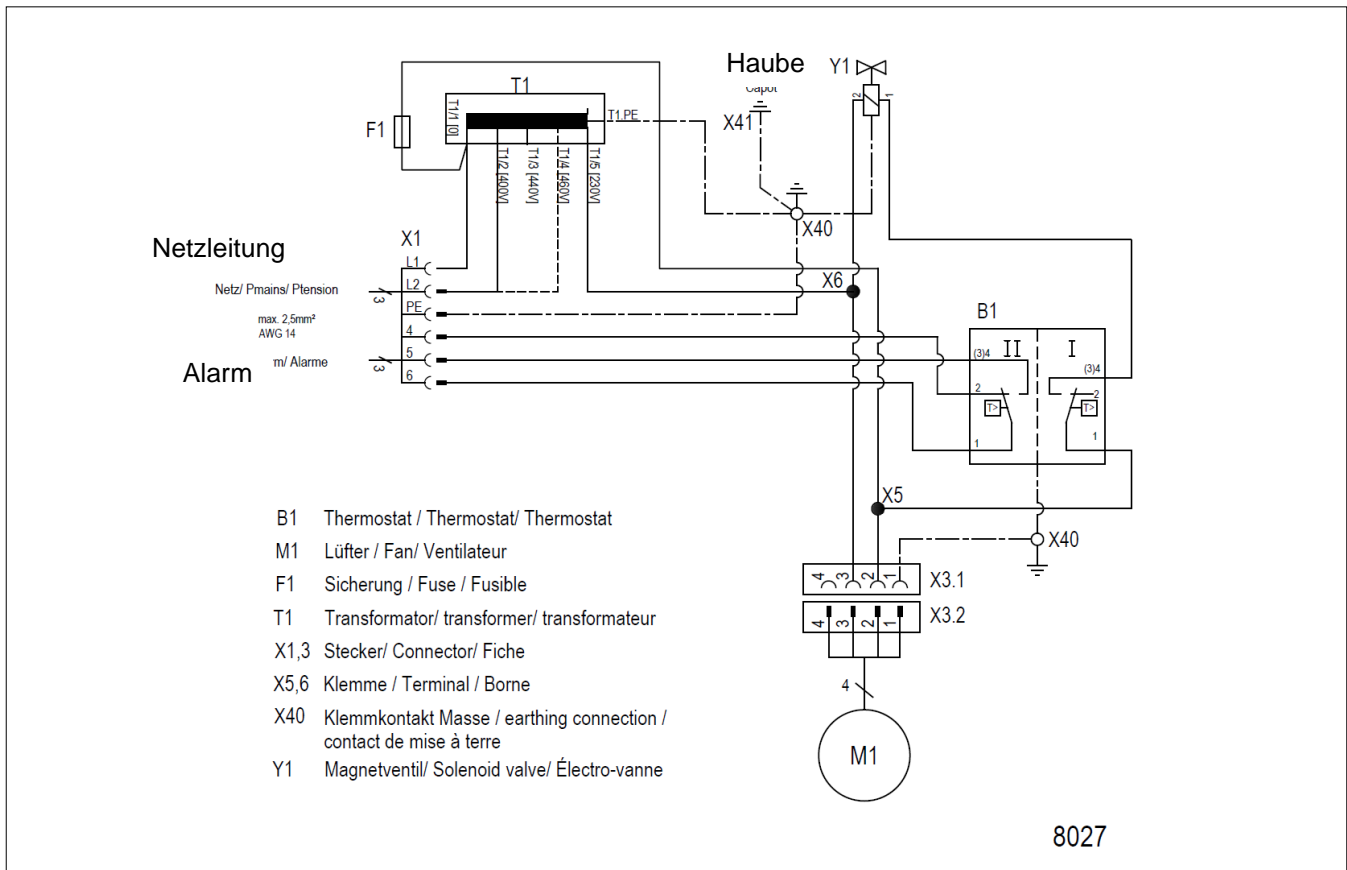 Haube
Capot
Y1
2
1
T1
T1/1 [0]
T1.PE
X41
F1
T1/2 [400V]
T1/3 [440V]
T1/4 [460V]
T1/5 [230V]
X40
Netzleitung
X1
L1
Netz/ Pmains/ Ptension
3
L2
X6
max. 2,5mm²
AWG 14
PE
B1
4
Alarm
m/ Alarme
3
5
6
(3)4
II
I
(3)4
2
2
T>
T>
1
1
X5
X40
B1 Thermostat / Thermostat/ Thermostat
M1 Lüfter / Fan/ Ventilateur
F1 Sicherung / Fuse / Fusible
T1 Transformator/ transformer/ transformateur
X1,3 Stecker/ Connector/ Fiche
X5,6 Klemme / Terminal / Borne
X40 Klemmkontakt Masse / earthing connection /
contact de mise à terre
Y1 Magnetventil/ Solenoid valve/ Électro-vanne
4 3 2 1
X3.1
4 3 2 1
X3.2
4
M1
8027